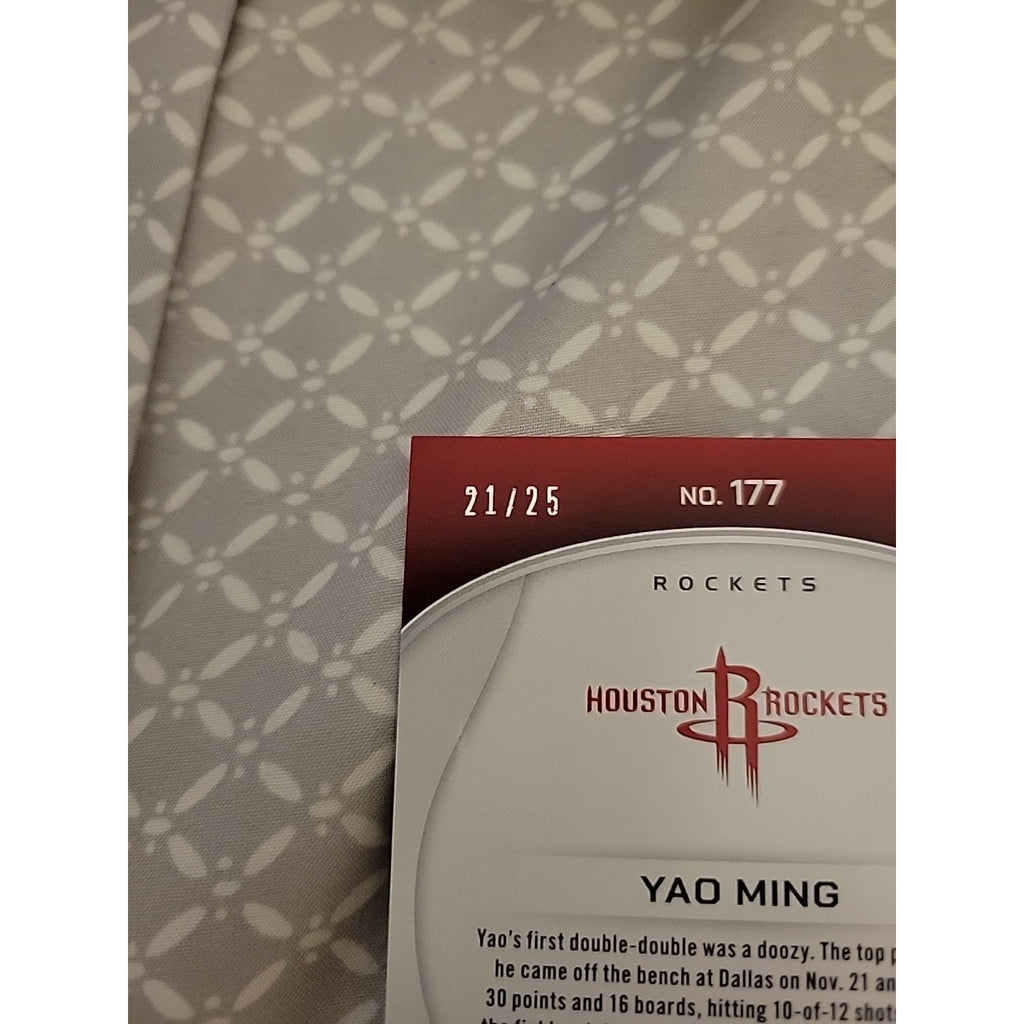 21/25 NO. 177
ROCKETS
HOUSTON R ROCKETS
YAO MING
Yao's first double-double was a doozy. The top
he came off the bench at Dallas on Nov. 21
30 points and 16 boards, hitting 10-of-12